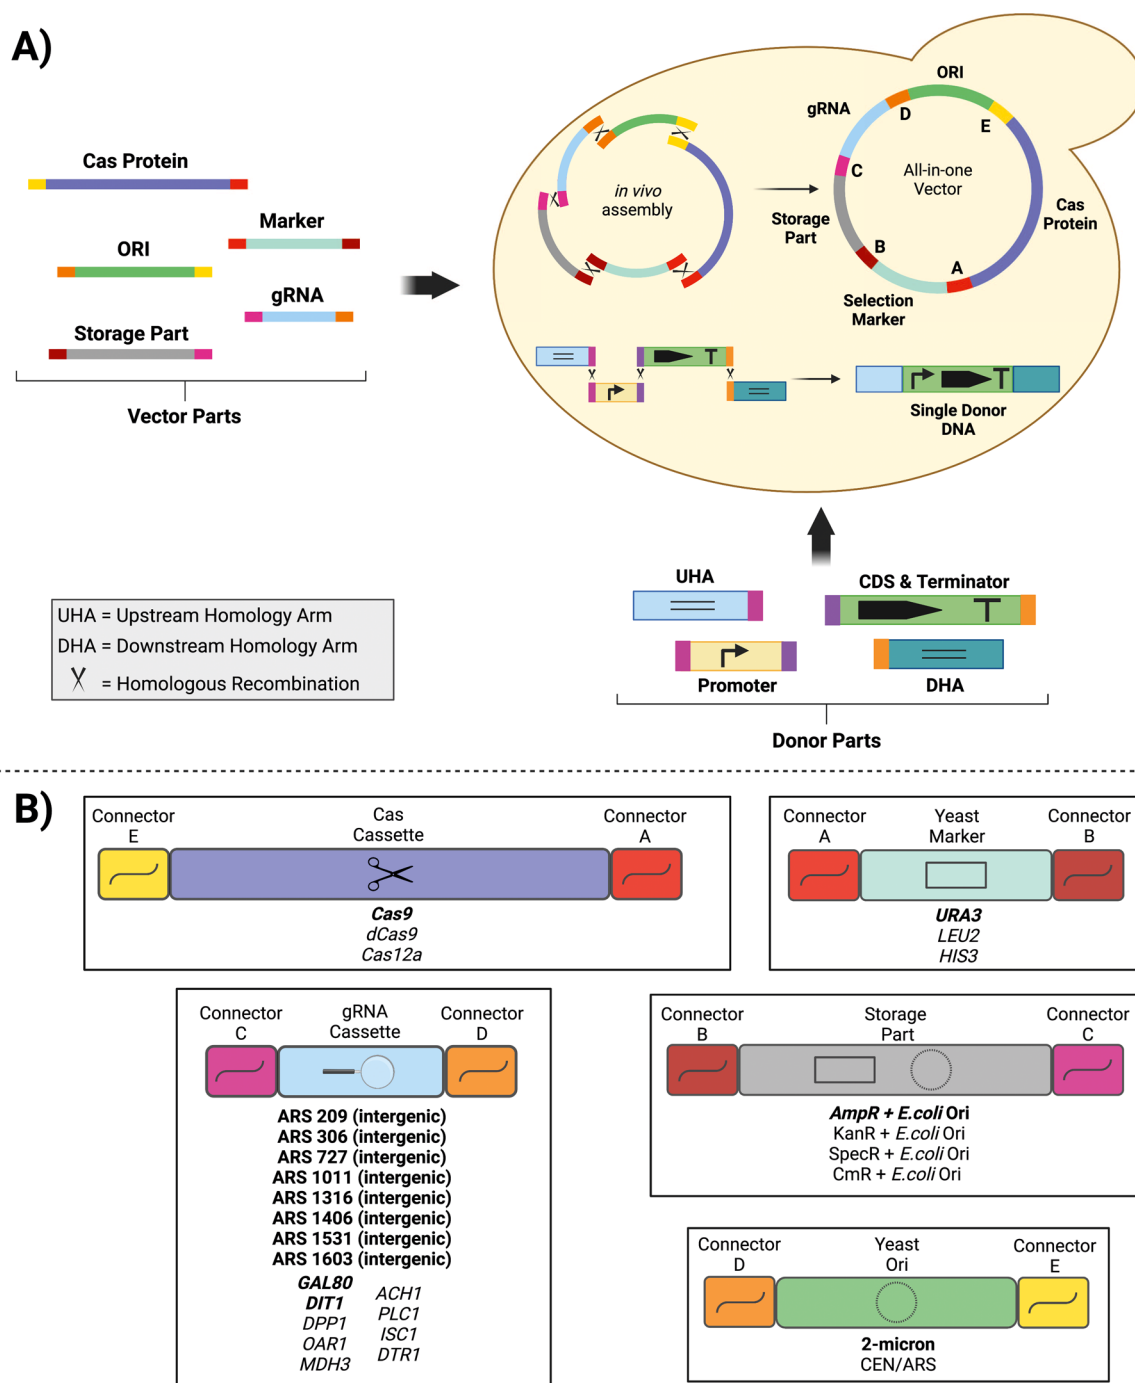 A)
Cas Protein
Marker
ORI
gRNA
Storage Part
Vector Parts
in vivo
assembly
ORI
gRNA
D
E
C
All-in-one
Vector
Storage
Part
Cas
Protein
B
A
Selection
Marker
T
T
Single Donor
DNA
UHA
CDS & Terminator
T
Promoter
DHA
Donor Parts
UHA = Upstream Homology Arm
DHA = Downstream Homology Arm
= Homologous Recombination
B)
Connector
E
Cas
Cassette
Connector
A
Cas9
dCas9
Cas12a
Connector
A
Yeast
Marker
Connector
B
URA3
LEU2
HIS3
Connector
C
gRNA
Cassette
Connector
D
ARS 209 (intergenic)
ARS 306 (intergenic)
ARS 727 (intergenic)
ARS 1011 (intergenic)
ARS 1316 (intergenic)
ARS 1406 (intergenic)
ARS 1531 (intergenic)
ARS 1603 (intergenic)
GAL80
DIT1
DPP1
OAR1
MDH3
ACH1
PLC1
ISC1
DTR1
Connector
B
Storage
Part
Connector
C
AmpR + E.coli Ori
KanR + E.coli Ori
SpecR + E.coli Ori
CmR + E.coli Ori
Connector
D
Yeast
Ori
Connector
E
2-micron
CEN/ARS